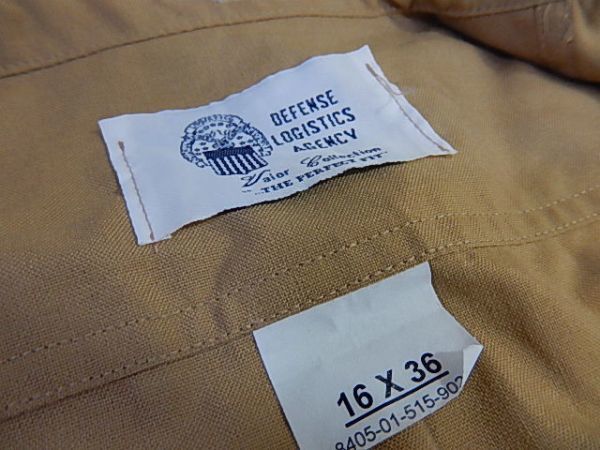 DEFENSE
LOGISTICS
AGENCY
Valor Collection
"...THE PERFECT FIT"
16 X 36
8405-01-515-902